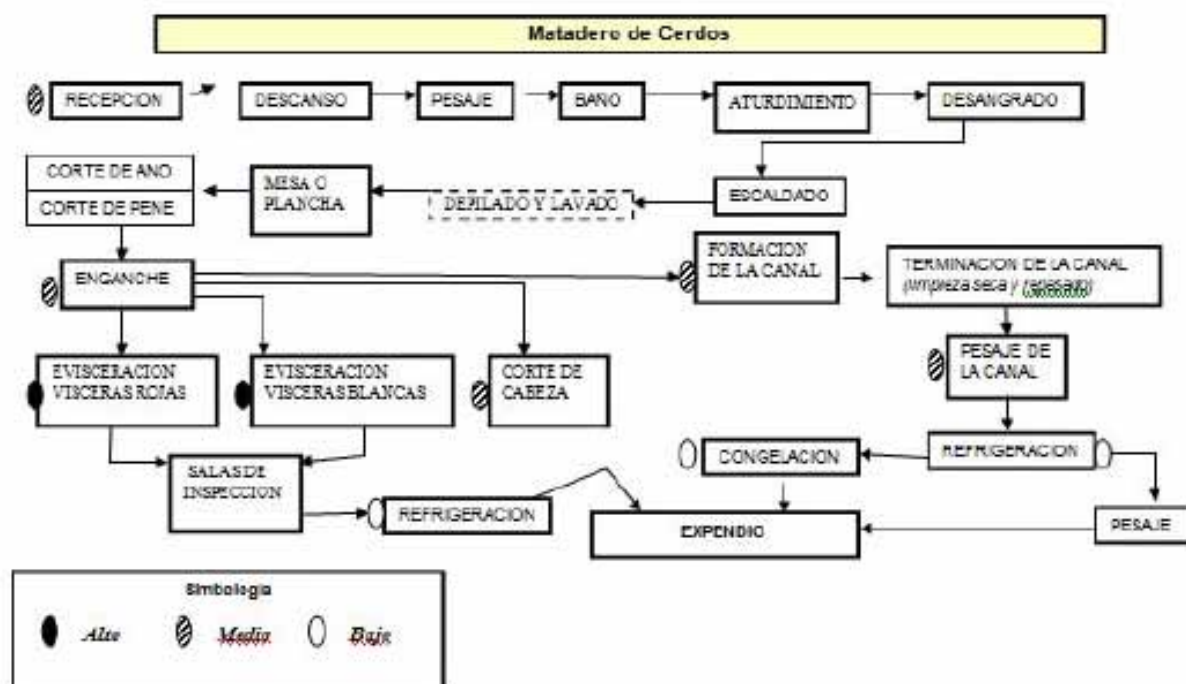 Matadero de Cerdos
RECEPCION
DESCANSO
PESAJE
BAÑO
ATURDIMIENTO
DESANGRADO
CORTE DE ANO
CORTE DE PENE
MESA O
PLANCHA
DEPILADO Y LAVADO
ESCALDADO
ENGANCHE
FORMACION
DE LA CANAL
TERMINACION DE LA CANAL
(limpieza seca y repasado)
EVISCERACION
VISCERAS ROJAS
EVISCERACION
VISCERAS BLANCAS
CORTE DE
CABEZA
PESAJE DE
LA CANAL
SALAS DE
INSPECCION
REFRIGERACION
CONGELACION
REFRIGERACION
EXPENDIO
PESAJE
Simbología
Alto
Medio
Bajo